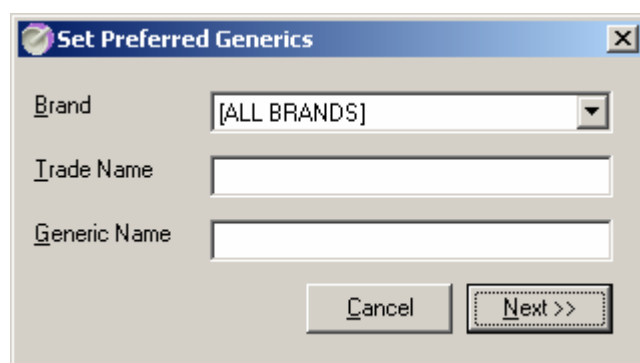 Set Preferred Generics
Brand
[ALL BRANDS]
Trade Name
Generic Name
Cancel
Next >>